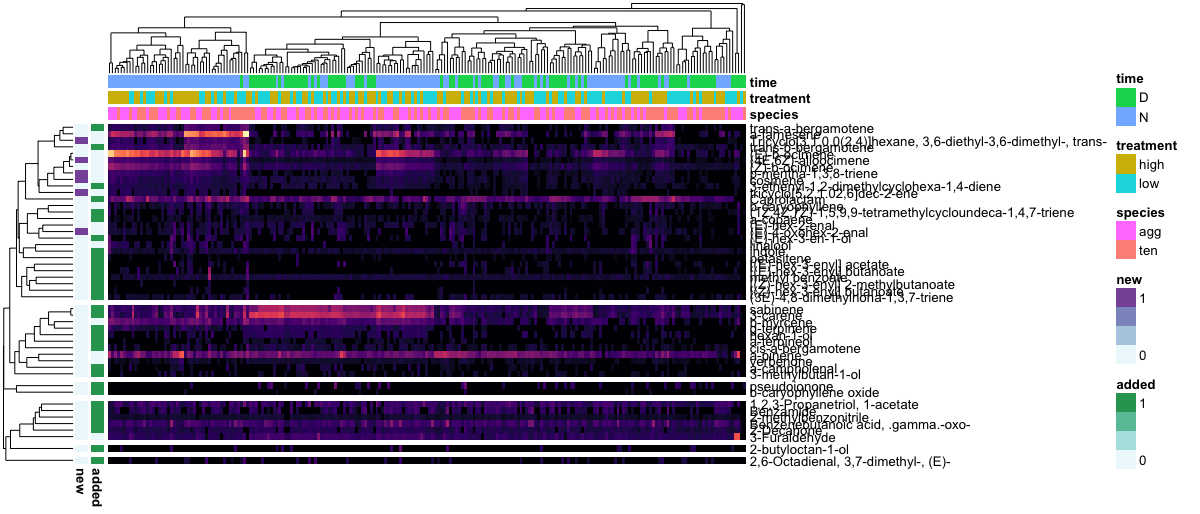 time
treatment
species
trans-a-bergamotene
a-farnesene
Tricyclo[3.1.0.0(2,4)]hexane, 3,6-diethyl-3,6-dimethyl-, trans-
trans-b-bergamotene
(E)-b-ocimene
(4E,6Z)-allocimene
(Z)-b-ocimene
p-mentha-1,3,8-triene
cosmene
3-ethenyl-1,2-dimethylcyclohexa-1,4-diene
tricyclo[5.2.1.02,6]dec-2-ene
Caprolactam
b-caryophyllene
(1Z,4Z,7Z)-1,5,9,9-tetramethylcycloundeca-1,4,7-triene
a-copaene
(E)-hex-2-enal
(E)-4-oxohex-2-enal
(E)-hex-3-en-1-ol
linalool
indole
petasitene
[(E)-hex-3-enyl] acetate
[(E)-hex-3-enyl] butanoate
methyl benzoate
[(Z)-hex-3-enyl] 2-methylbutanoate
[(Z)-hex-3-enyl] butanoate
(3E)-4,8-dimethylnona-1,3,7-triene
sabinene
3-carene
b-myrcene
g-terpinene
hexan-1-ol
a-terpineol
cis-a-bergamotene
a-pinene
verbenone
a-campholenal
3-methylbutan-1-ol
pseudoionone
b-caryophyllene oxide
1,2,3-Propanetriol, 1-acetate
Benzamide
2-methylbenzonitrile
Benzenebutanoic acid, .gamma.-oxo-
2-Decanone
3-Furaldehyde
2-butyloctan-1-ol
2,6-Octadienal, 3,7-dimethyl-, (E)-
new
added
time
D
N
treatment
high
low
species
agg
ten
new
1
0
added
1
0